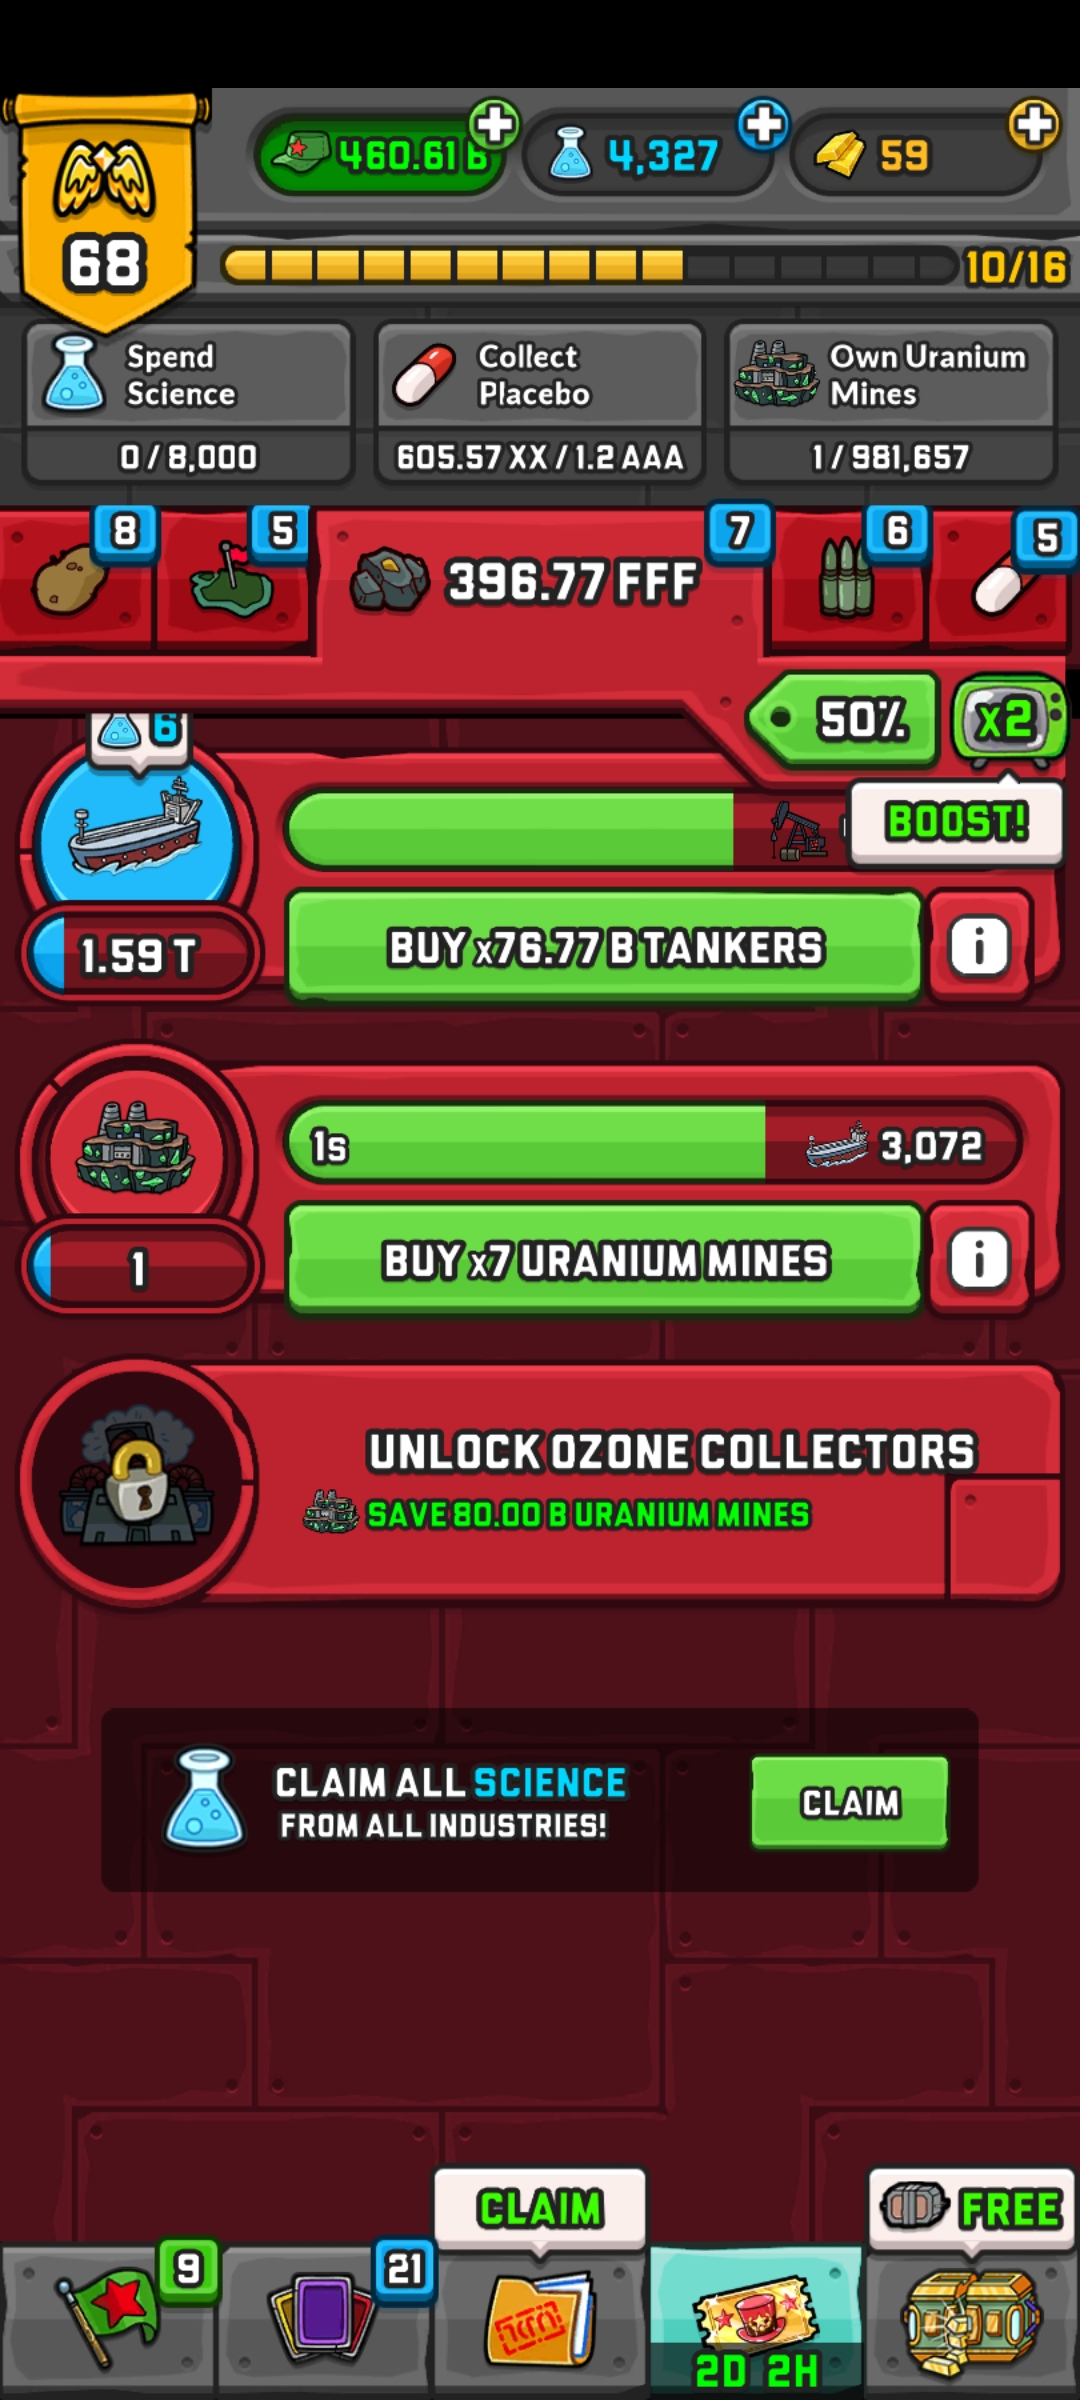 460.61 B
4,327
59
68
10/16
Spend
Science
0 / 8,000
Collect
Placebo
605.57 XX / 1.2 AAA
Own Uranium
Mines
1 / 981,657
8
5
396.77 FFF
7
6
5
50%
x2
BOOST!
6
1.59 T
BUY x76.77 B TANKERS
i
1s
3,072
1
BUY x7 URANIUM MINES
i
UNLOCK OZONE COLLECTORS
SAVE 80.00 B URANIUM MINES
CLAIM ALL SCIENCE
FROM ALL INDUSTRIES!
CLAIM
CLAIM
FREE
9
21
2D 2H